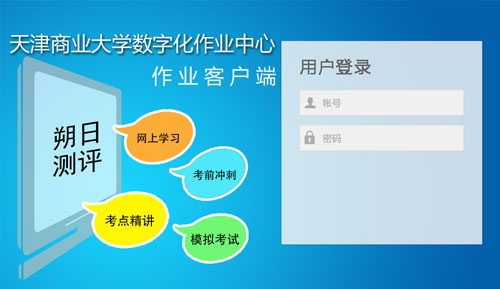 天津商业大学数字化作业中心
作业客户端
用户登录
帐号
密码
朔日
测评
网上学习
考前冲刺
考点精讲
模拟考试